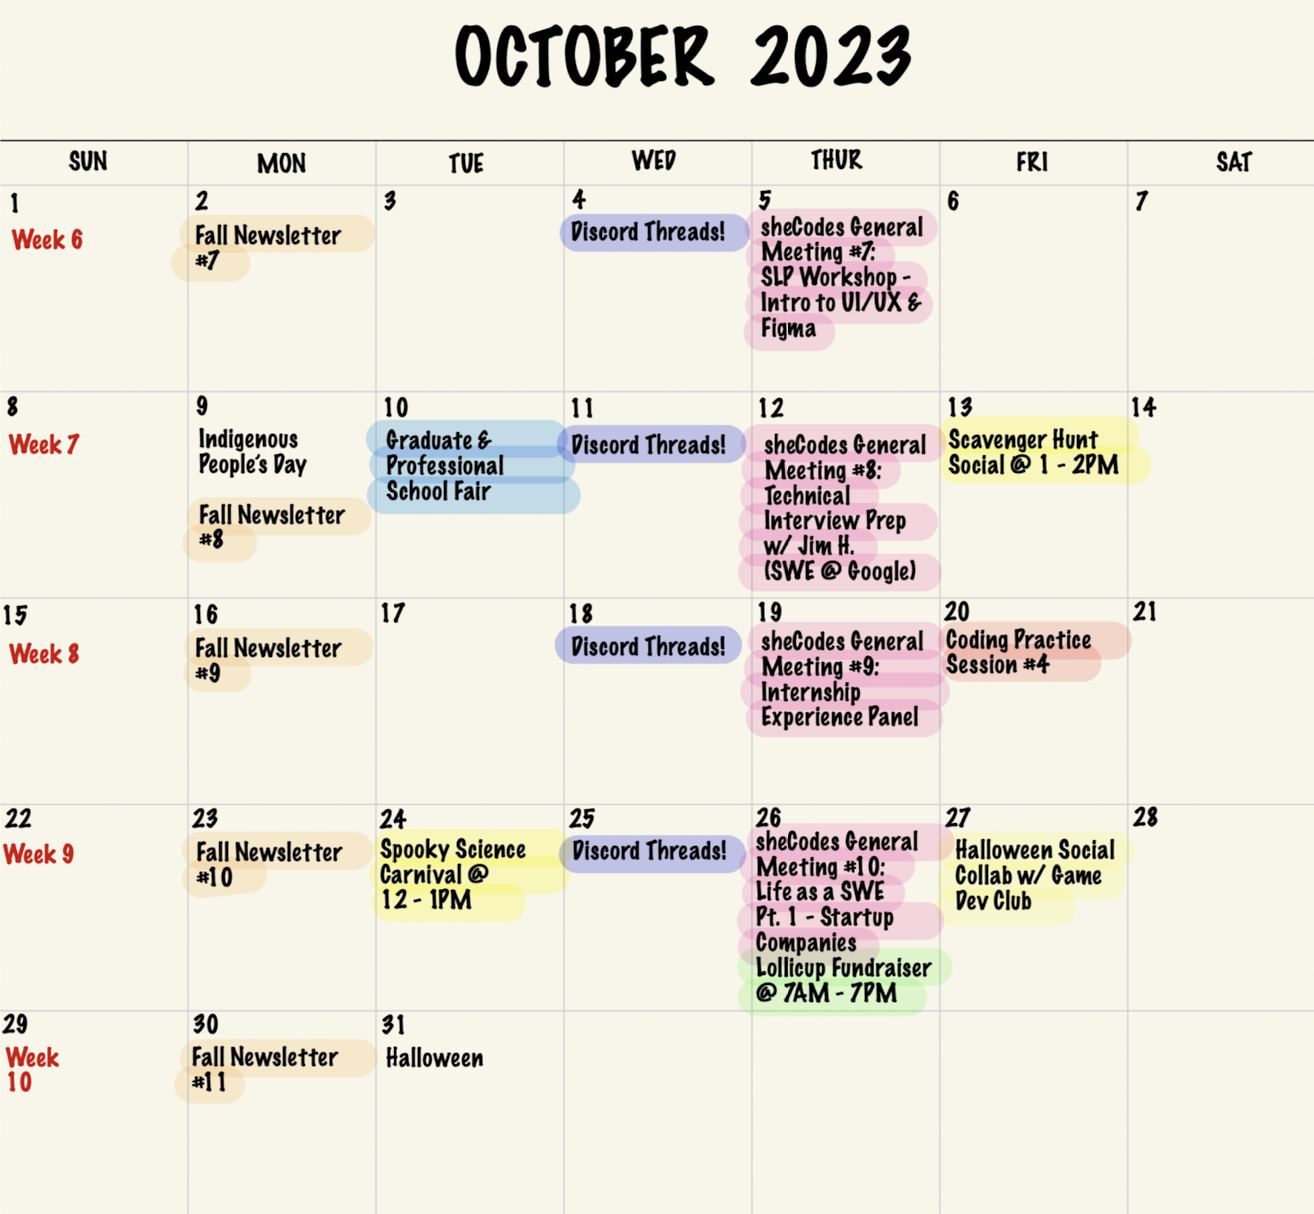 OCTOBER 2023
SUN
MON
TUE
WED
THUR
FRI
SAT
1
Week 6
2
Fall Newsletter
#7
3
4
Discord Threads!
5
sheCodes General
Meeting #7:
SLP Workshop -
Intro to UI/UX &
Figma
6
7
8
Week 7
9
Indigenous
People's Day
Fall Newsletter
#8
10
Graduate &
Professional
School Fair
11
Discord Threads!
12
sheCodes General
Meeting #8:
Technical
Interview Prep
w/ Jim H.
(SWE @ Google)
13
Scavenger Hunt
Social @ 1 - 2PM
14
15
Week 8
16
Fall Newsletter
#9
17
18
Discord Threads!
19
sheCodes General
Meeting #9:
Internship
Experience Panel
20
Coding Practice
Session #4
21
22
Week 9
23
Fall Newsletter
#10
24
Spooky Science
Carnival @
12 - 1PM
25
Discord Threads!
26
sheCodes General
Meeting #10:
Life as a SWE
Pt. 1 - Startup
Companies
Lollicup Fundraiser
@ 7AM - 7PM
27
Halloween Social
Collab w/ Game
Dev Club
28
29
Week
10
30
Fall Newsletter
#11
31
Halloween